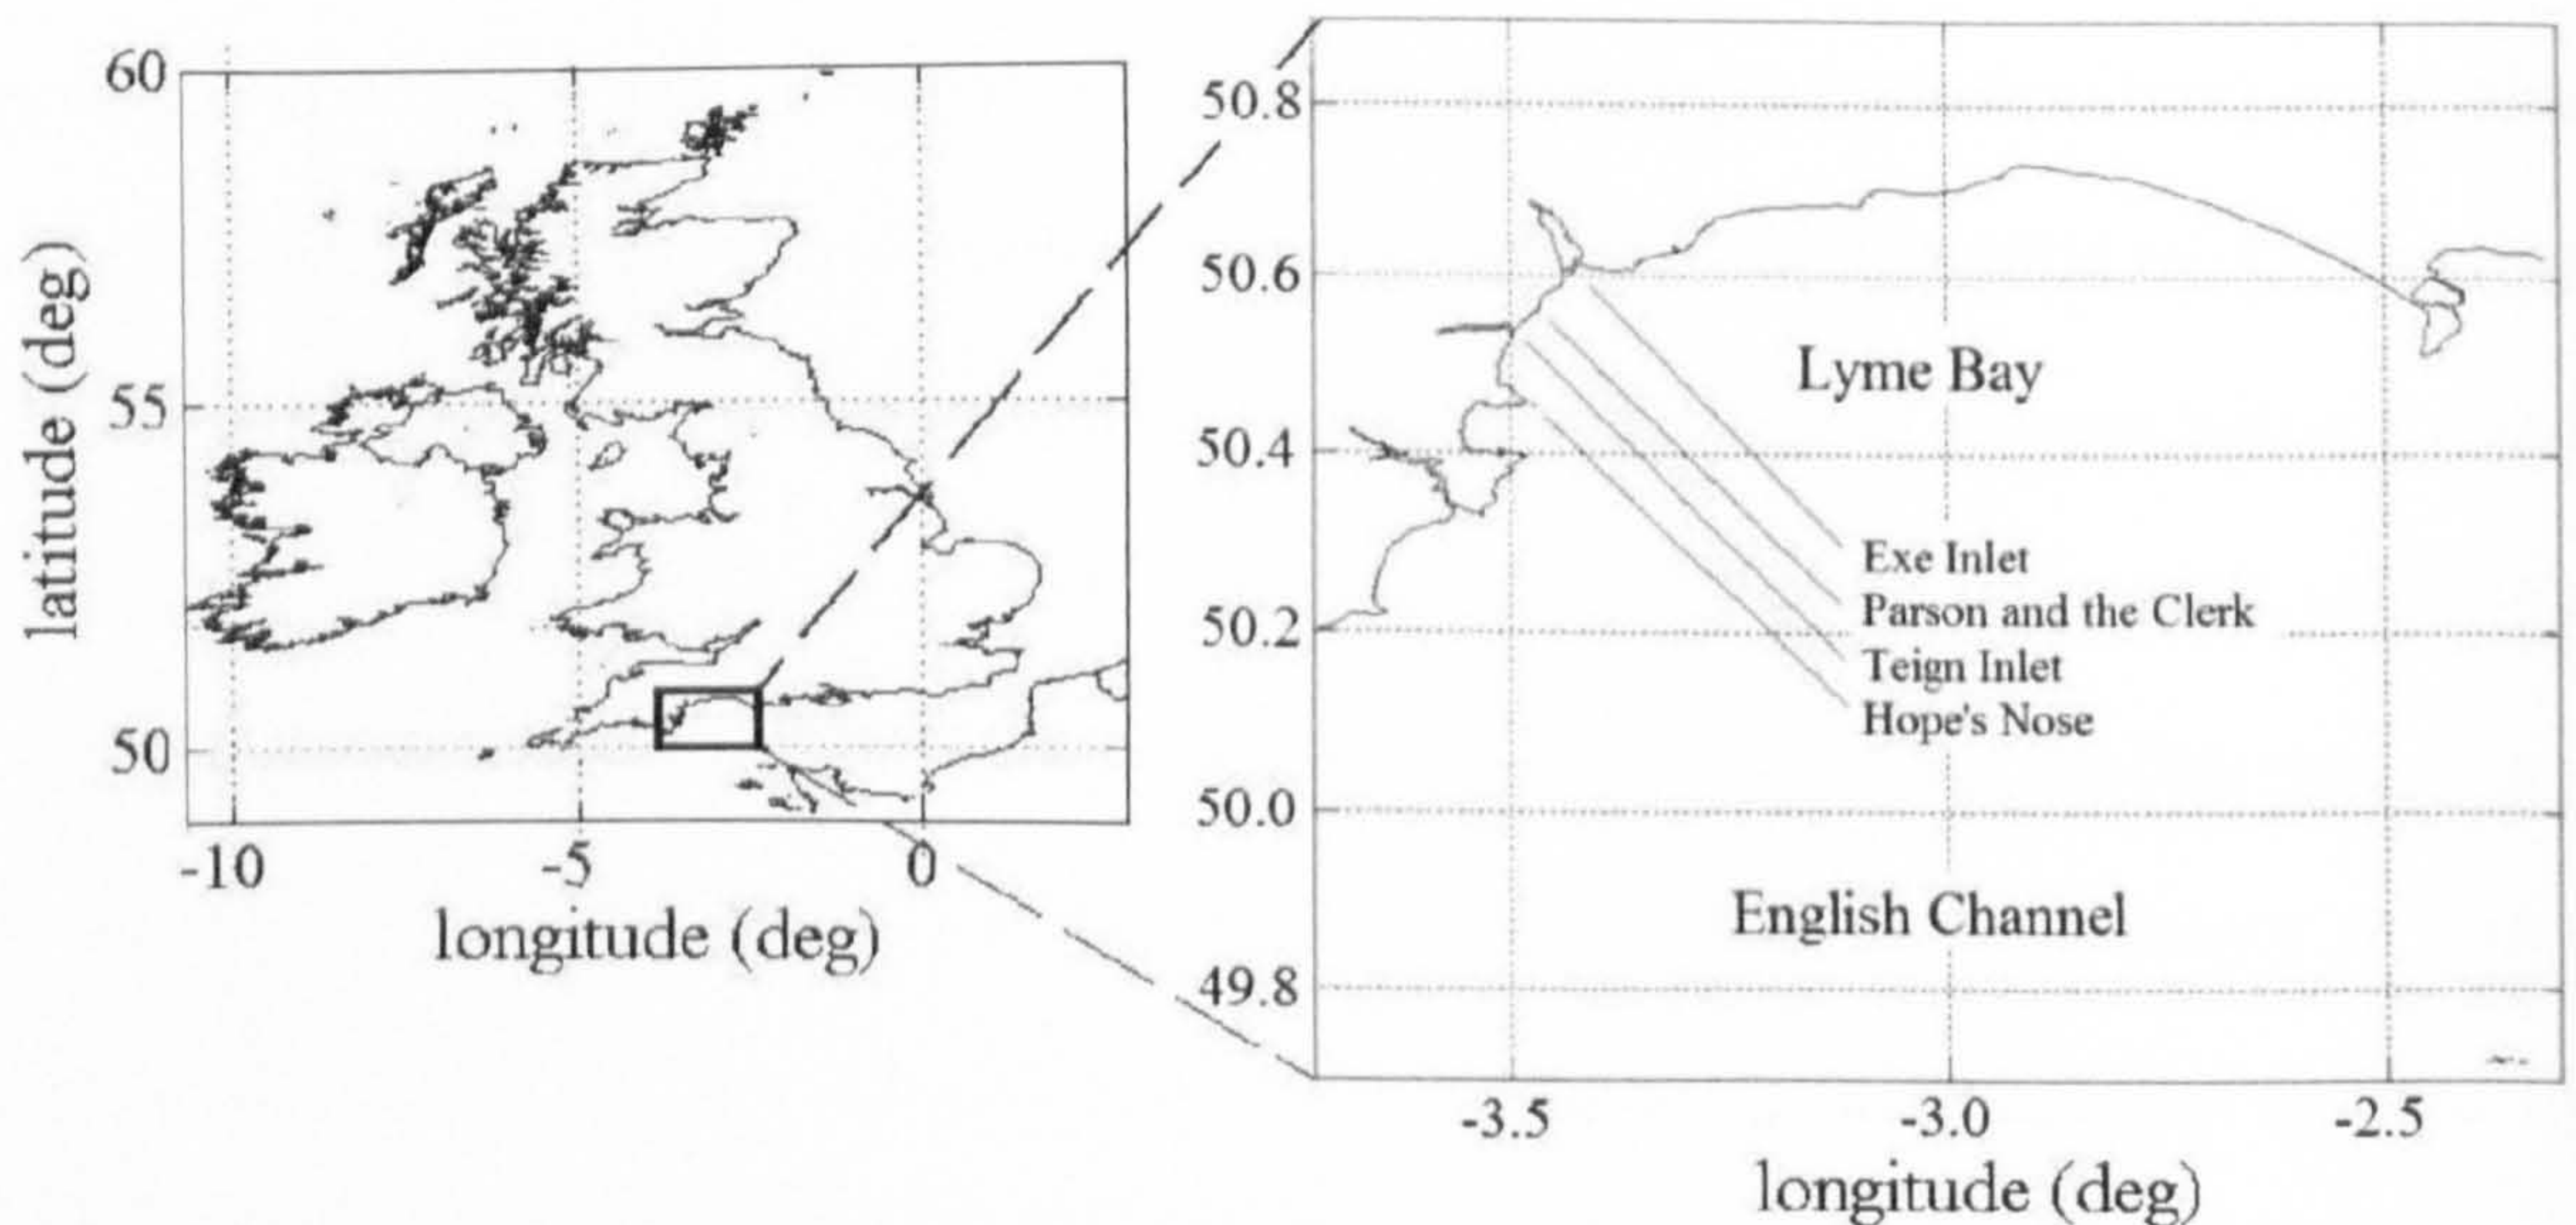 60
55
50
latitude (deg)
-10
-5
0
longitude (deg)
50.8
50.6
50.4
50.2
50.0
49.8
Lyme Bay
Exe Inlet
Parson and the Clerk
Teign Inlet
Hope's Nose
English Channel
-3.5
-3.0
-2.5
longitude (deg)